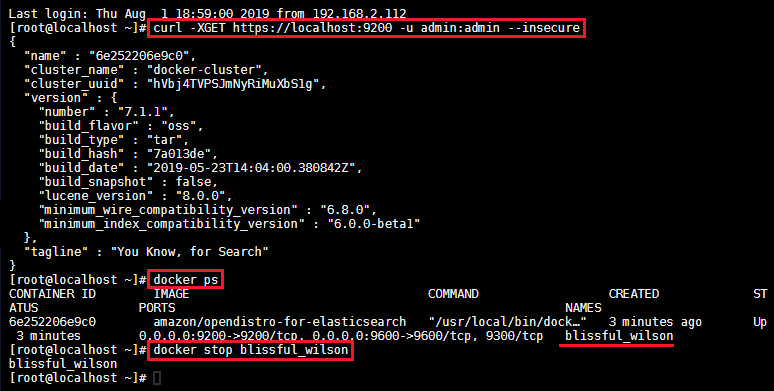 Last login: Thu Aug  1 18:59:00 2019 from 192.168.2.112
[root@localhost ~]# curl -XGET https://localhost:9200 -u admin:admin --insecure
{
  "name" : "6e252206e9c0",
  "cluster_name" : "docker-cluster",
  "cluster_uuid" : "hVbj4TVPSJmNyRiMuXbS1g",
  "version" : {
    "number" : "7.1.1",
    "build_flavor" : "oss",
    "build_type" : "tar",
    "build_hash" : "7a013de",
    "build_date" : "2019-05-23T14:04:00.380842Z",
    "build_snapshot" : false,
    "lucene_version" : "8.0.0",
    "minimum_wire_compatibility_version" : "6.8.0",
    "minimum_index_compatibility_version" : "6.0.0-beta1"
  },
  "tagline" : "You Know, for Search"
}
[root@localhost ~]# docker ps
CONTAINER ID        IMAGE                                  COMMAND                  CREATED             ST
ATUS              PORTS                                                      NAMES
6e252206e9c0        amazon/opendistro-for-elasticsearch   "/usr/local/bin/dock…"   3 minutes ago       Up
 3 minutes        0.0.0.0:9200->9200/tcp, 0.0.0.0:9600->9600/tcp, 9300/tcp   blissful_wilson
[root@localhost ~]# docker stop blissful_wilson
blissful_wilson
[root@localhost ~]#